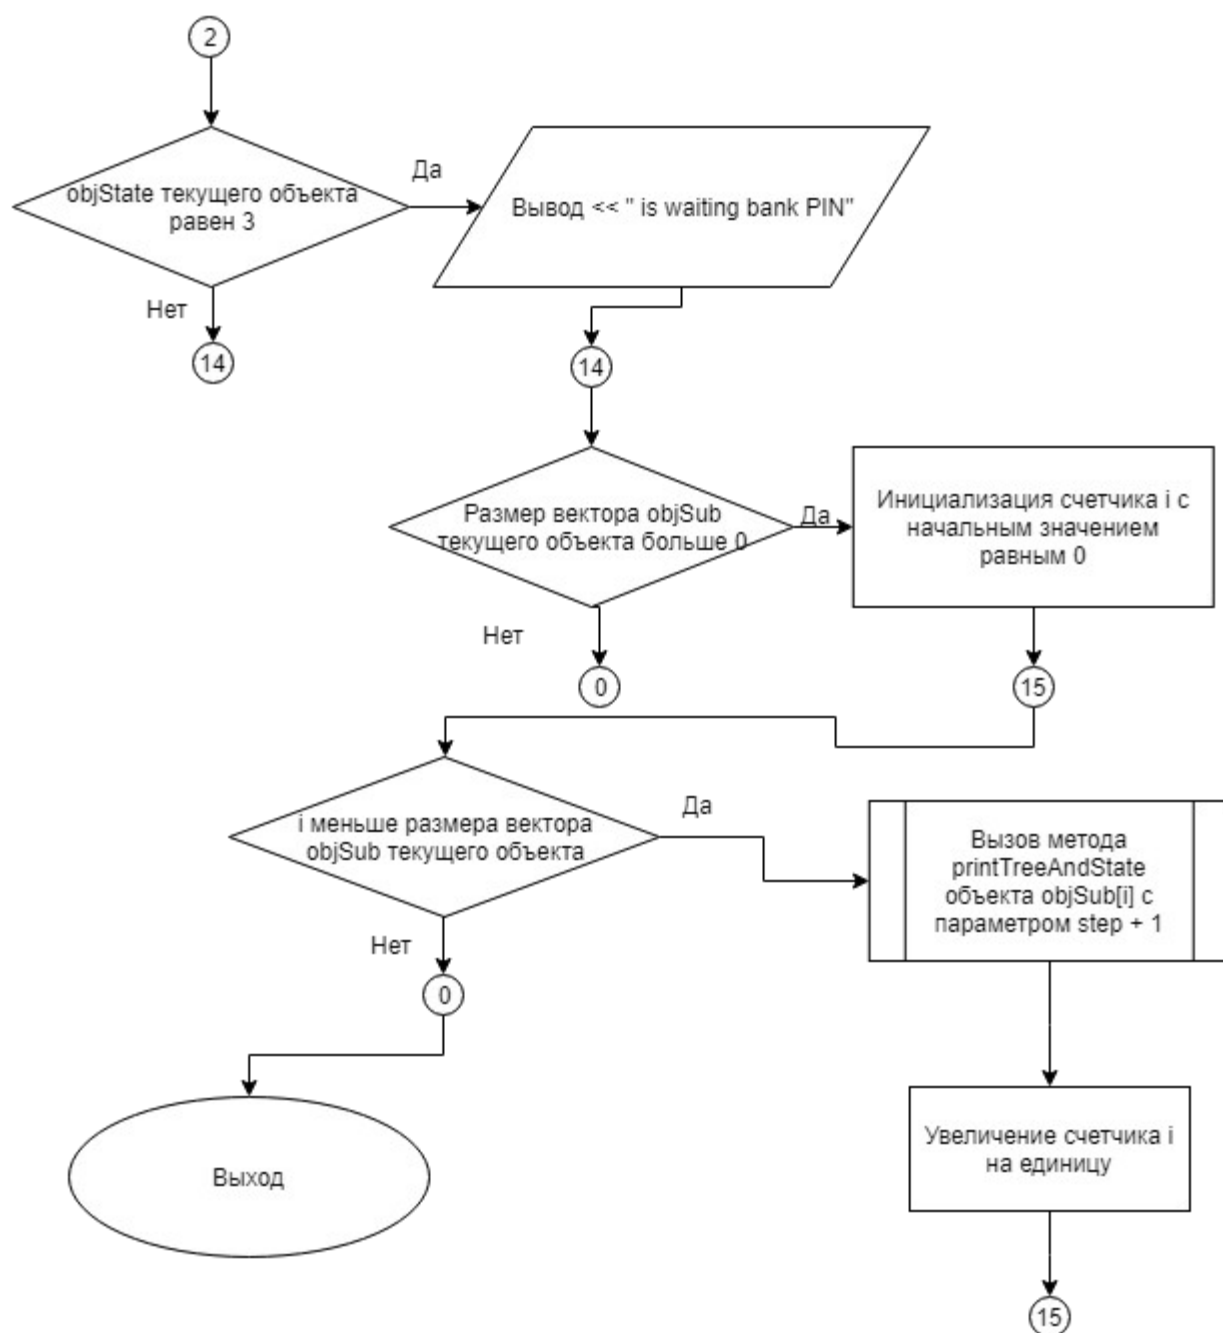 2
objState текущего объекта
равен 3
Да
Вывод << " is waiting bank PIN"
Нет
14
14
Размер вектора objSub
текущего объекта больше 0
Да
Инициализация счетчика i с
начальным значением
равным 0
Нет
0
15
i меньше размера вектора
objSub текущего объекта
Да
Вызов метода
printTreeAndState
объекта objSub[i] с
параметром step + 1
Нет
0
Выход
Увеличение счетчика i
на единицу
15